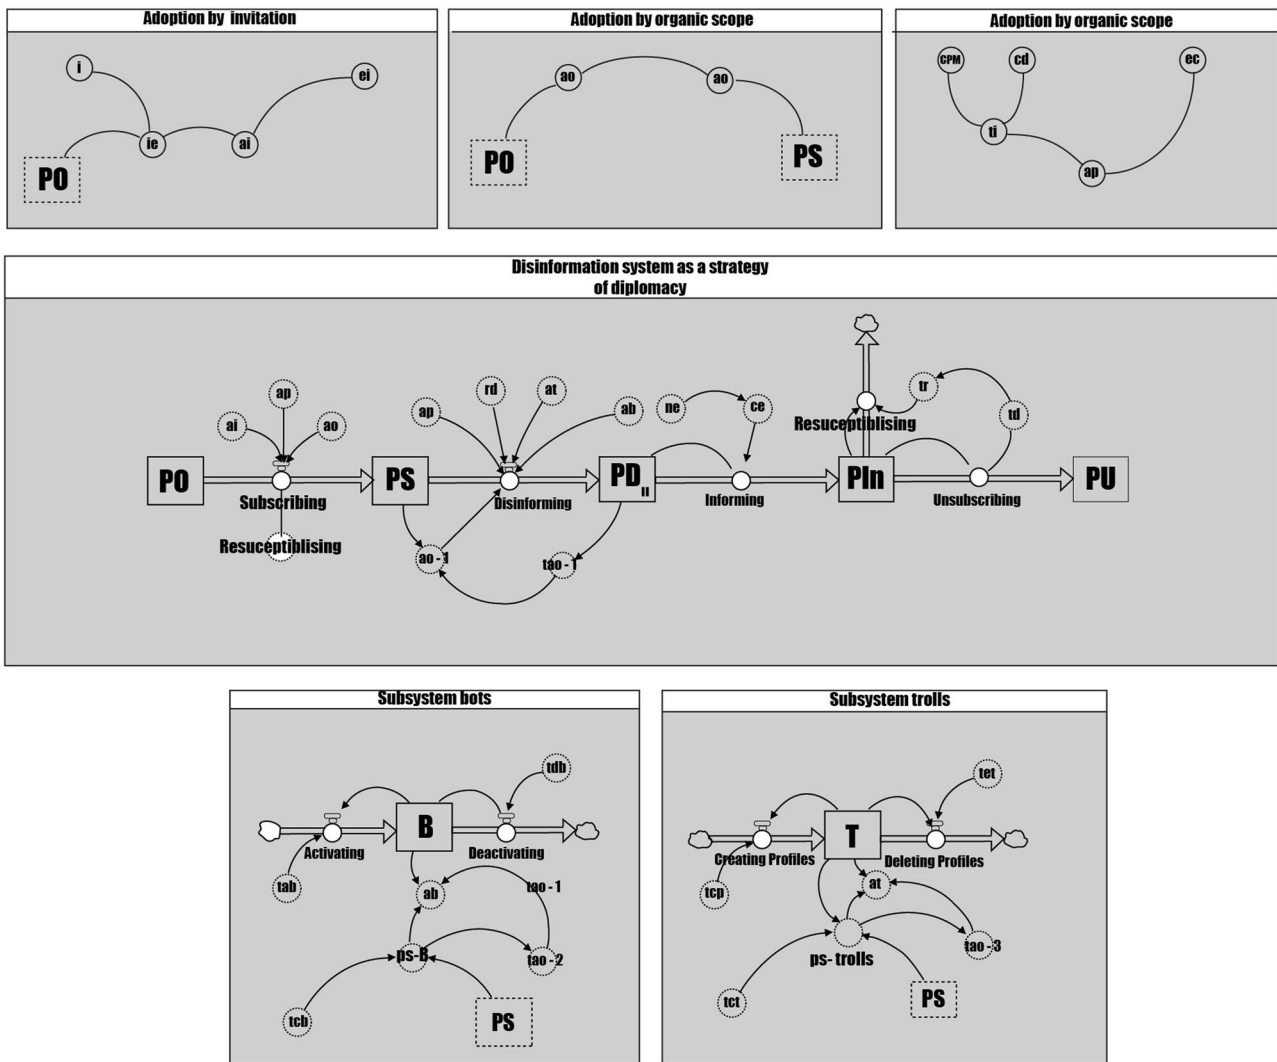 Adoption by invitation
i
ei
ie
ai
PO
Adoption by organic scope
ao
ao
PO
PS
Adoption by organic scope
CPM
cd
ec
ti
ap
Disinformation system as a strategy
of diplomacy
ap
ai
ao
PO
Subscribing
Resuceptiblising
PS
ap
rd
at
ab
Disinforming
ao - 1
tao - 1
PD II
ne
ce
Informing
Resuceptiblising
tr
td
PIn
Unsubscribing
PU
Subsystem bots
tdb
B
Activating
Deactivating
tab
ab
tao - 1
ps-B
tao - 2
tcb
PS
Subsystem trolls
tet
T
Creating Profiles
Deleting Profiles
tcp
at
tao - 3
ps- trolls
tct
PS